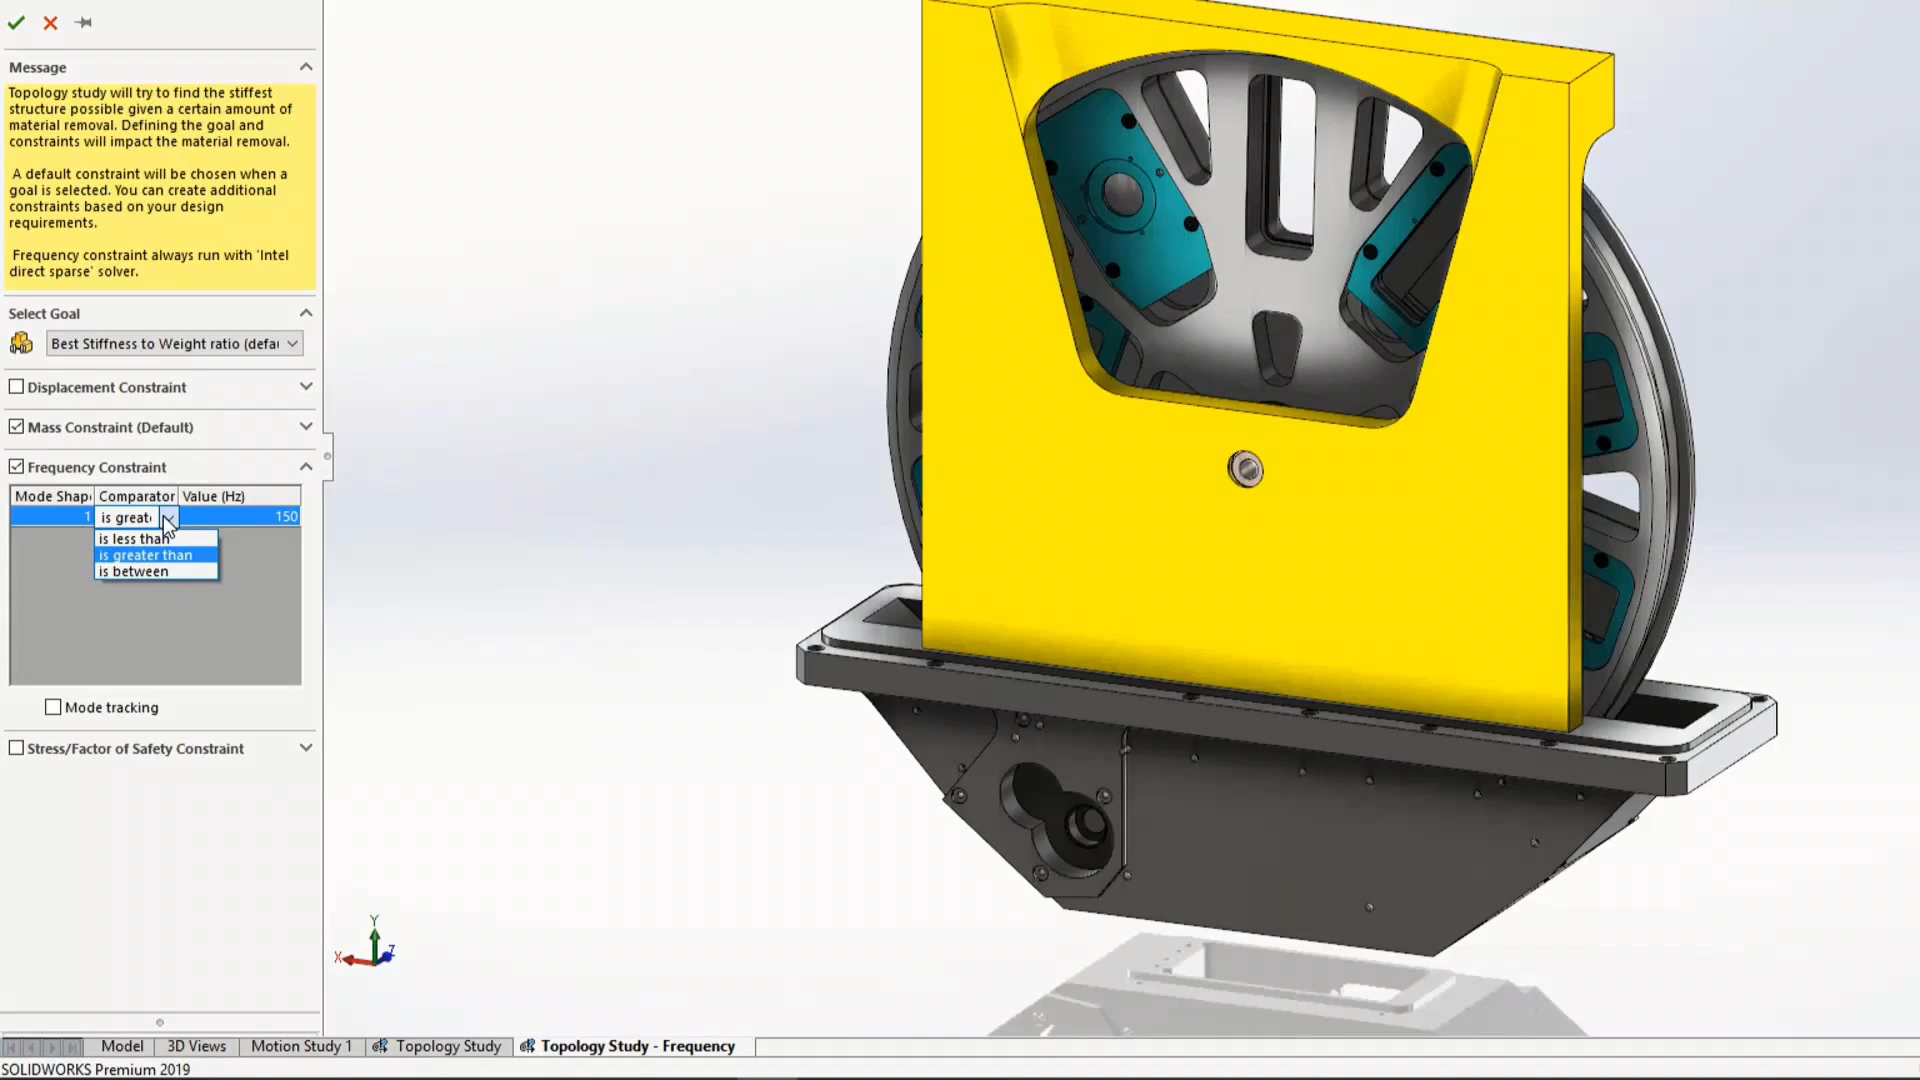 Message
Topology study will try to find the stiffest
structure possible given a certain amount of
material removal. Defining the goal and
constraints will impact the material removal.
A default constraint will be chosen when a
goal is selected. You can create additional
constraints based on your design
requirements.
Frequency constraint always run with 'Intel
direct sparse' solver.
Select Goal
Best Stiffness to Weight ratio (defau
Displacement Constraint
Mass Constraint (Default)
Frequency Constraint
Mode Shap Comparator Value (Hz)
1 is great 150
is less than
is greater than
is between
Mode tracking
Stress/Factor of Safety Constraint
Y
X Z
Model 3D Views Motion Study 1 Topology Study Topology Study - Frequency
SOLIDWORKS Premium 2019